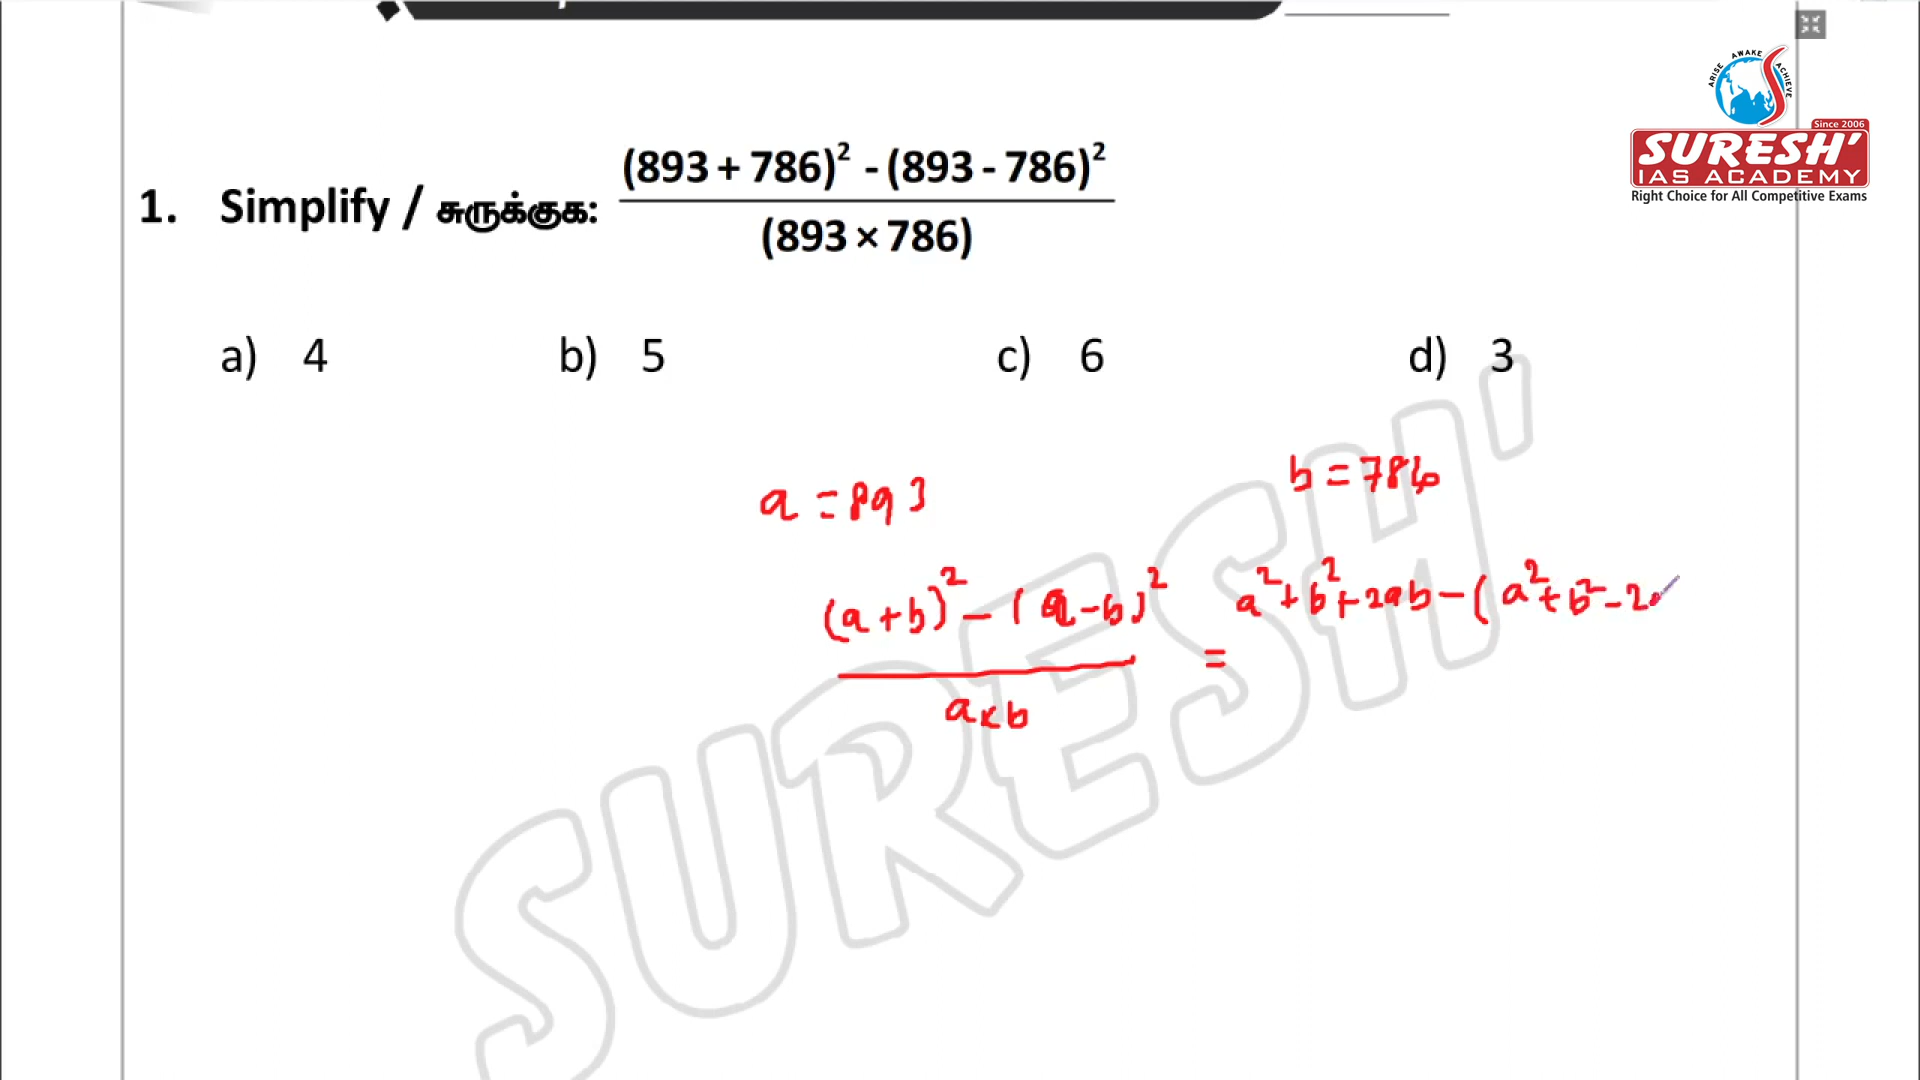 ARISE AWAKE ACHIEVE
Since 2006
SURESH'
IAS ACADEMY
Right Choice for All Competitive Exams
(893 + 786)² - (893 - 786)²
1. Simplify / சுருக்குக:
(893 × 786)
a) 4 b) 5 c) 6 d) 3
a = 893 b = 786
(a+b)² - (a-b)² = a² + b² + 2ab - (a² + b² - 2
a×b
SURESH'